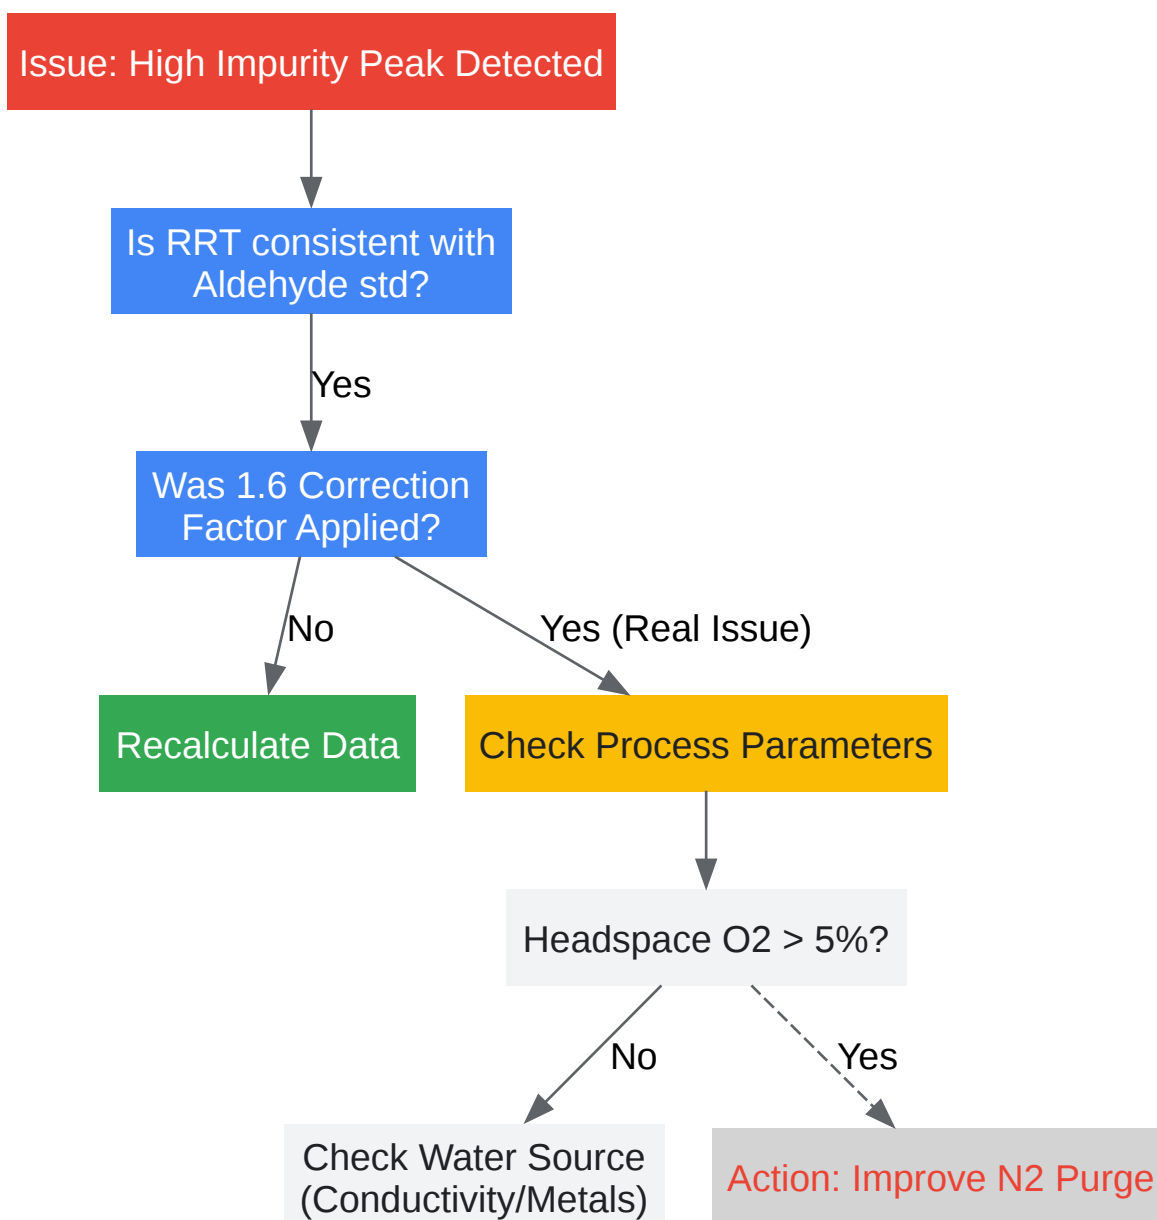 Issue: High Impurity Peak Detected
Is RRT consistent with
Aldehyde std?
Yes
Was 1.6 Correction
Factor Applied?
No
Yes (Real Issue)
Recalculate Data
Check Process Parameters
Headspace O2 > 5%?
No
Yes
Check Water Source
(Conductivity/Metals)
Action: Improve N2 Purge